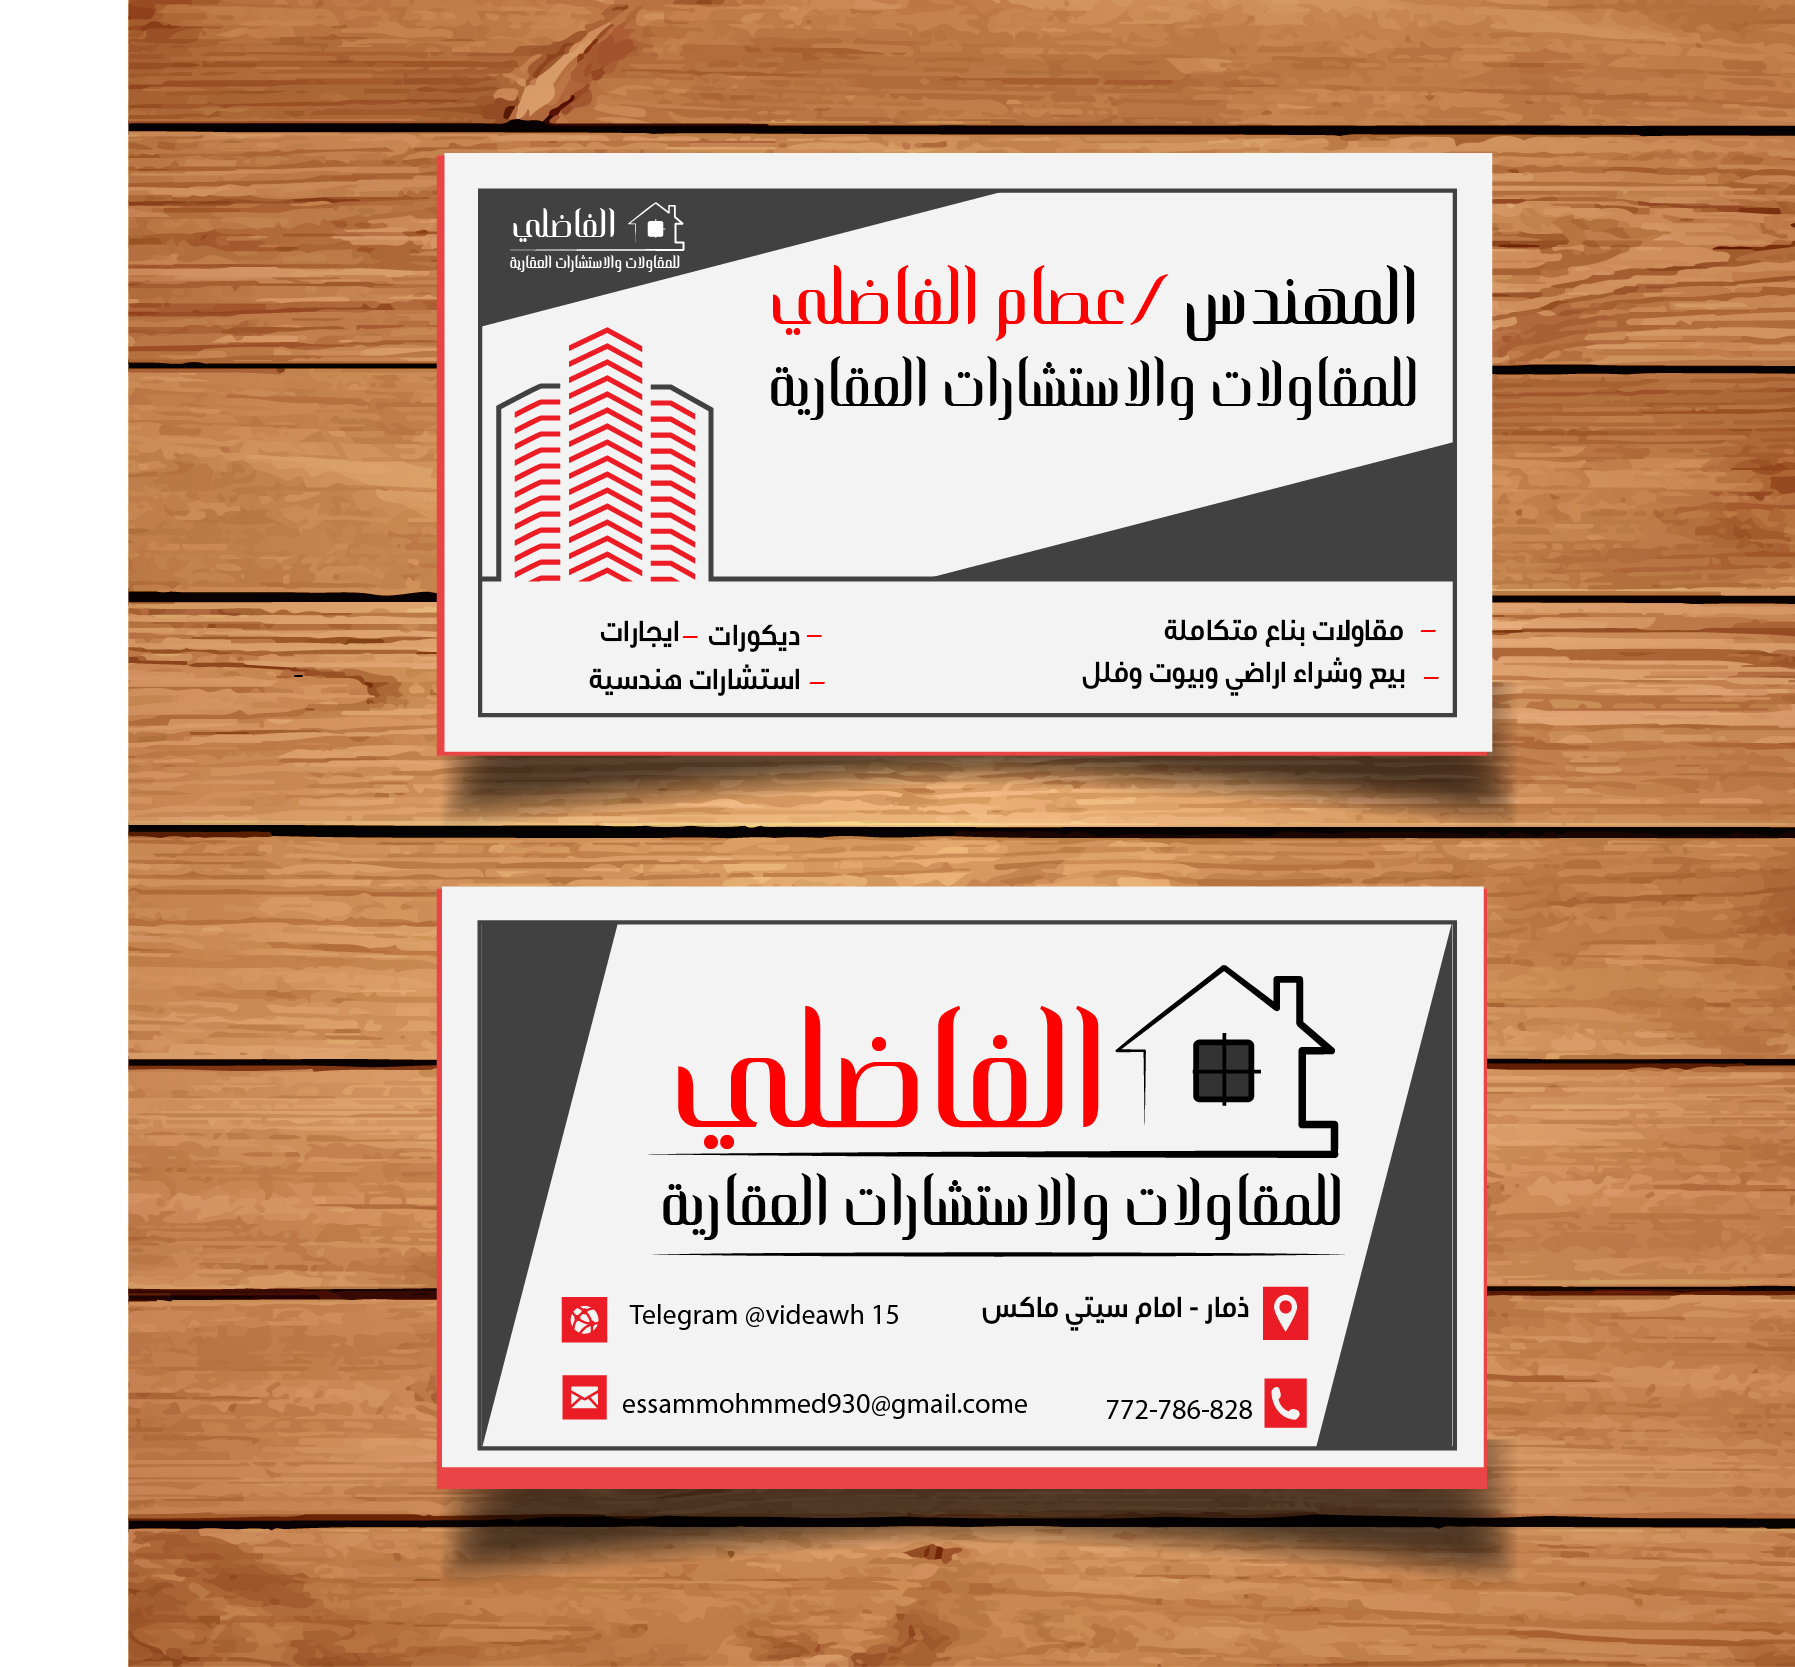 الفاضلي
للمقاولات والاستشارات العقارية
المهندس /عصام الفاضلي
للمقاولات والاستشارات العقارية
– مقاولات بناع متكاملة
– بيع وشراء اراضي وبيوت وفلل
– ديكورات – ايجارات
– استشارات هندسية
الفاضلي
للمقاولات والاستشارات العقارية
ذمار - امام سيتي ماكس
Telegram @videawh 15
772-786-828
essammohmmed930@gmail.come